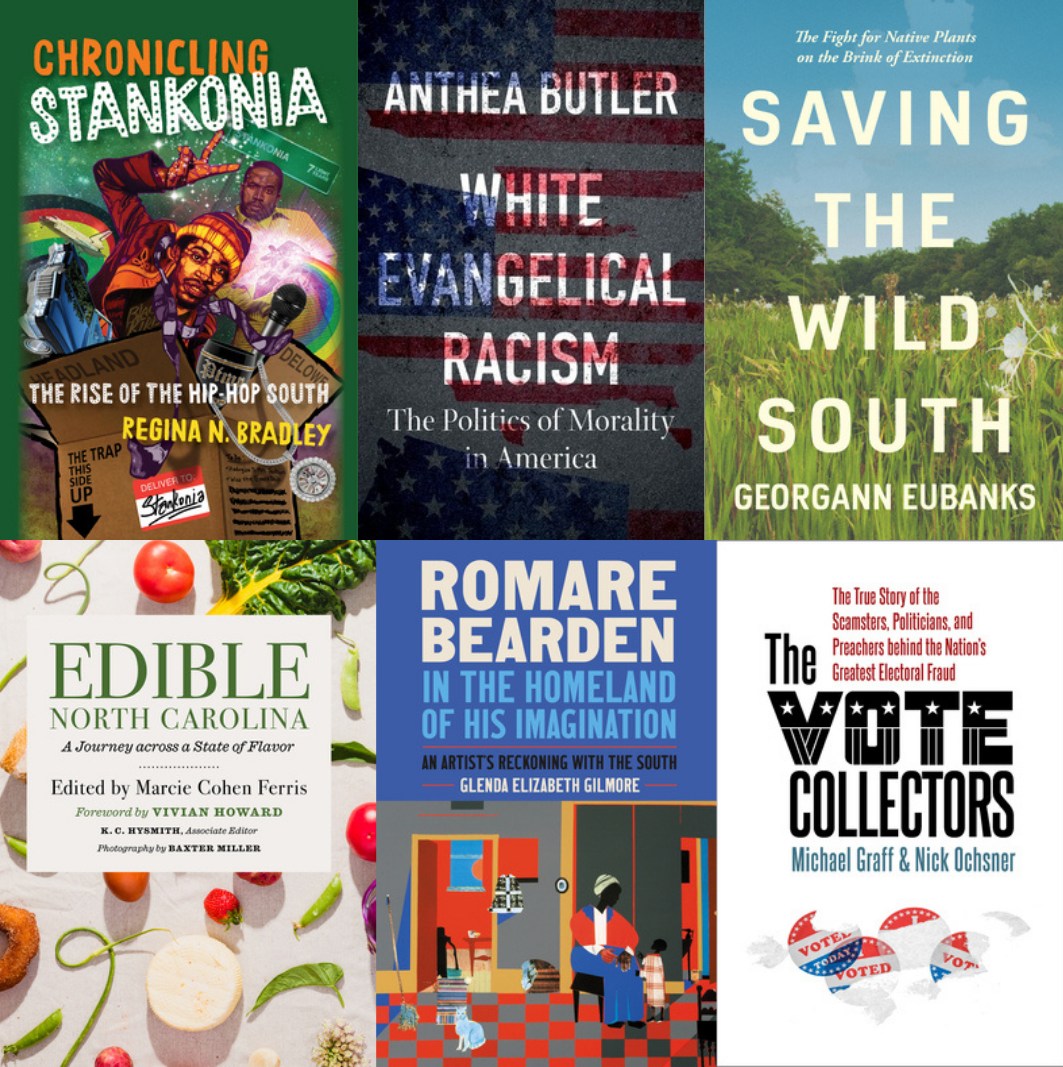 CHRONICLING
STANKONIA
STANKONIA
HEADLAND
DELOWE
THE RISE OF THE HIP-HOP SOUTH
REGINA N. BRADLEY
THE TRAP
THIS
SIDE
UP
DELIVER TO:
Stankonia
ANTHEA BUTLER
WHITE
EVANGELICAL
RACISM
The Politics of Morality
in America
The Fight for Native Plants
on the Brink of Extinction
SAVING
THE
WILD
SOUTH
GEORGANN EUBANKS
EDIBLE
NORTH CAROLINA
A Journey across a State of Flavor
Edited by Marcie Cohen Ferris
Foreword by VIVIAN HOWARD
K. C. HYSMITH, Associate Editor
Photography by BAXTER MILLER
ROMARE
BEARDEN
IN THE HOMELAND
OF HIS IMAGINATION
AN ARTIST'S RECKONING WITH THE SOUTH
GLENDA ELIZABETH GILMORE
The True Story of the
Scamsters, Politicians, and
Preachers behind the Nation's
Greatest Electoral Fraud
The
VOTE
COLLECTORS
Michael Graff & Nick Ochsner
VOTE
TODAY
VOTED
VOT